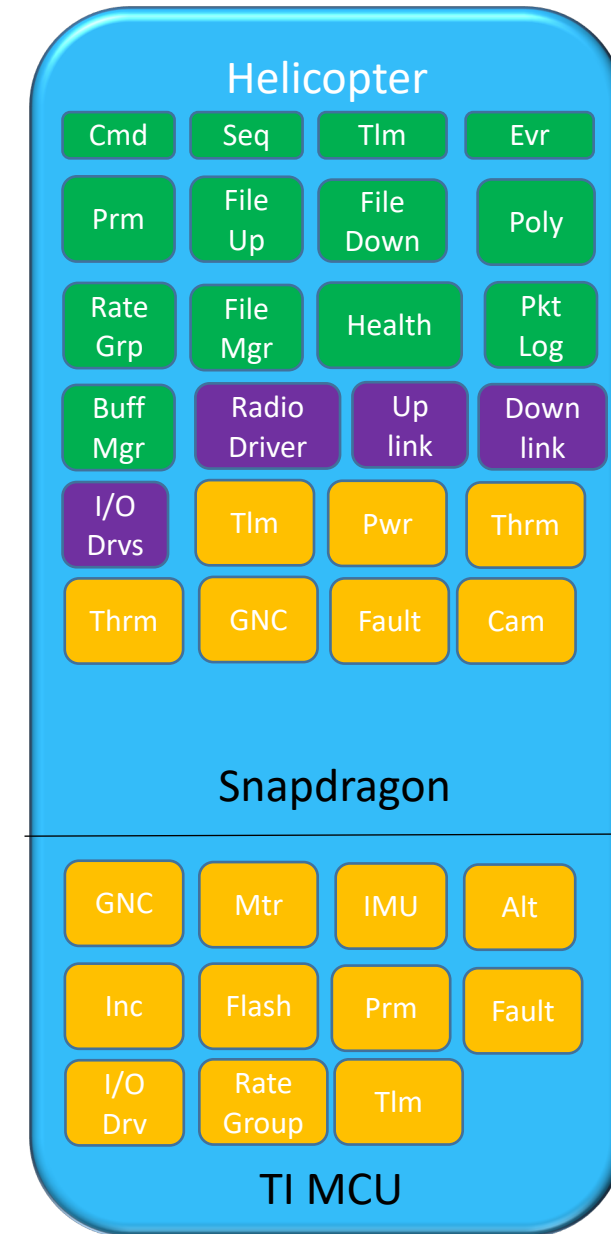 Helicopter
Cmd Seq Tlm Evr
Prm
File
Up
File
Down
Poly
Rate
Grp
File
Mgr
Health
Pkt
Log
Buff
Mgr
Radio
Driver
Up
link
Down
link
I/O
Drvs
Tlm
Pwr
Thrm
Thrm
GNC
Fault
Cam
Snapdragon
GNC
Mtr
IMU
Alt
Inc
Flash
Prm
Fault
I/O
Drv
Rate
Group
Tlm
TI MCU